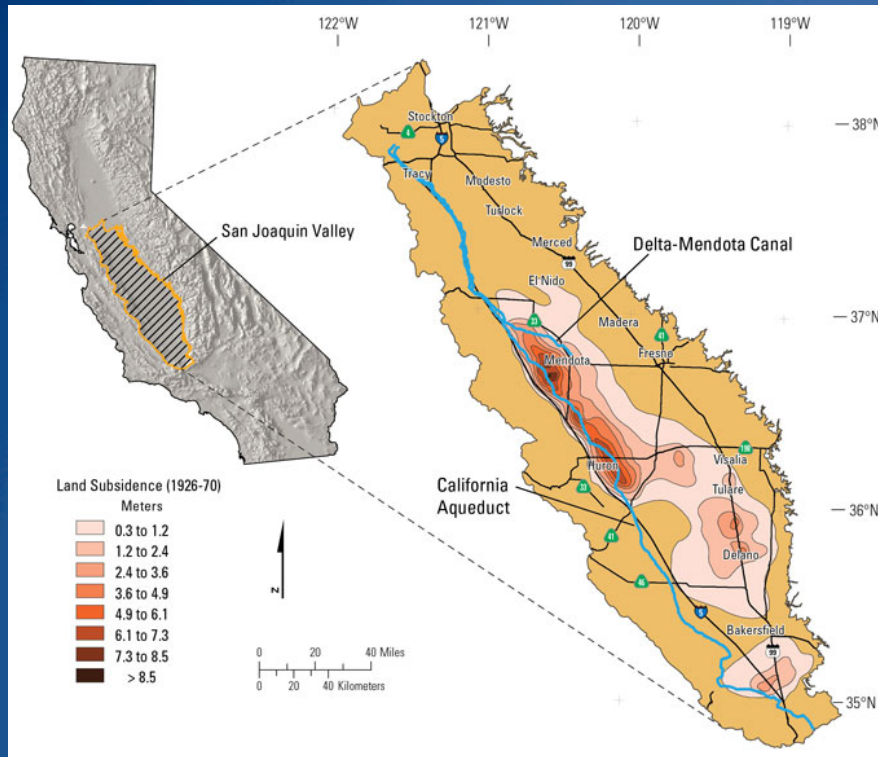 122°W
121°W
120°W
119°W
38°N
37°N
36°N
35°N
San Joaquin Valley
Stockton
4
5
Tracy
Modesto
Turlock
Merced
99
Delta-Mendota Canal
El Nido
33
Madera
41
Mendota
Fresno
198
Visalia
Huron
Tulare
33
California
Aqueduct
41
Delano
46
5
Bakersfield
99
Land Subsidence (1926-70)
Meters
0.3 to 1.2
1.2 to 2.4
2.4 to 3.6
3.6 to 4.9
4.9 to 6.1
6.1 to 7.3
7.3 to 8.5
> 8.5
N
0 20 40 Miles
0 20 40 Kilometers